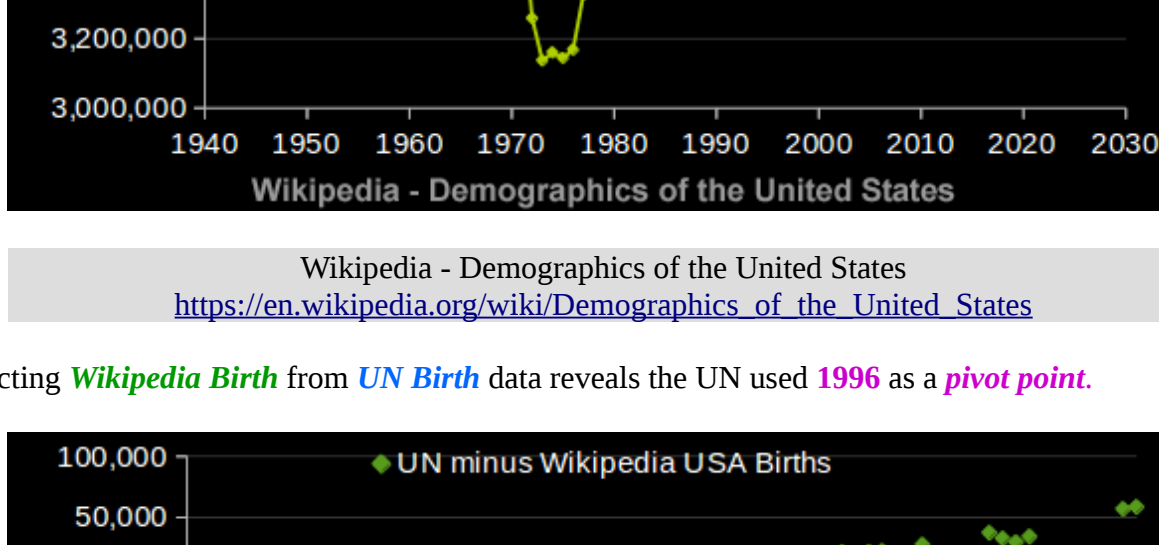 3,200,000
3,000,000
1940 1950 1960 1970 1980 1990 2000 2010 2020 2030
Wikipedia - Demographics of the United States
Wikipedia - Demographics of the United States
https://en.wikipedia.org/wiki/Demographics_of_the_United_States
cting Wikipedia Birth from UN Birth data reveals the UN used 1996 as a pivot point.
100,000
UN minus Wikipedia USA Births
50,000